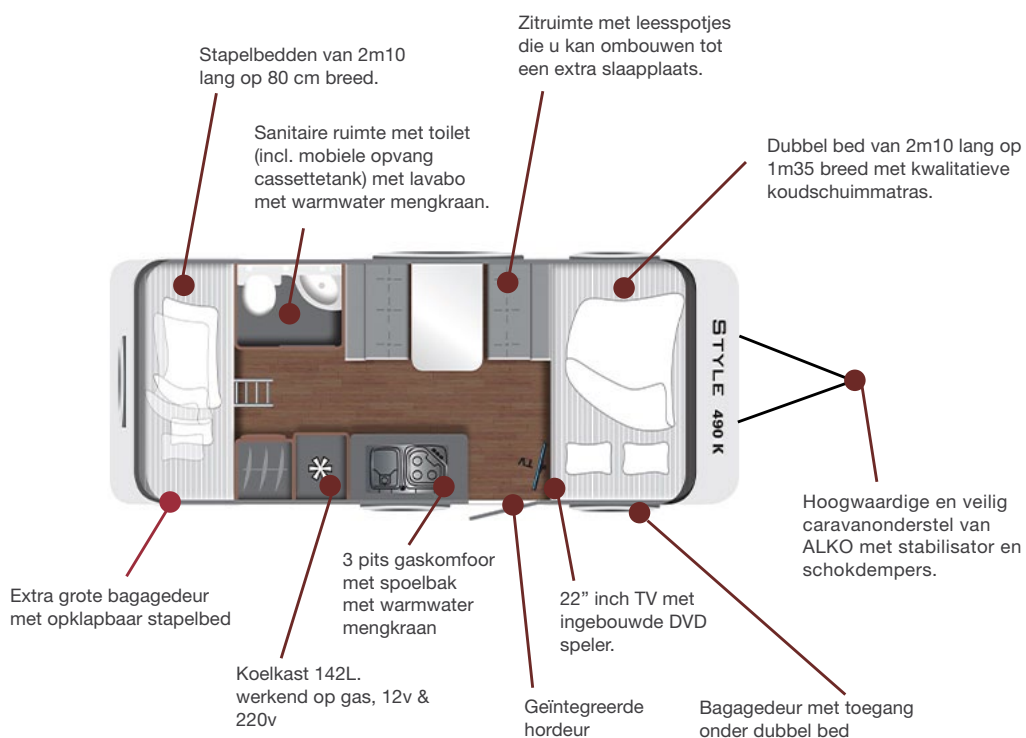 Zitruimte met leesspotjes
die u kan ombouwen tot
een extra slaapplaats.
Stapelbedden van 2m10
lang op 80 cm breed.
Sanitaire ruimte met toilet
(incl. mobiele opvang
cassettetank) met lavabo
met warmwater mengkraan.
Dubbel bed van 2m10 lang op
1m35 breed met kwalitatieve
koudschuimmatras.
STYLE 490 K
Hoogwaardige en veilig
caravanonderstel van
ALKO met stabilisator en
schokdempers.
Extra grote bagagedeur
met opklapbaar stapelbed
3 pits gaskomfoor
met spoelbak
met warmwater
mengkraan
22” inch TV met
ingebouwde DVD
speler.
Koelkast 142L.
werkend op gas, 12v &
220v
Geïntegreerde
hordeur
Bagagedeur met toegang
onder dubbel bed